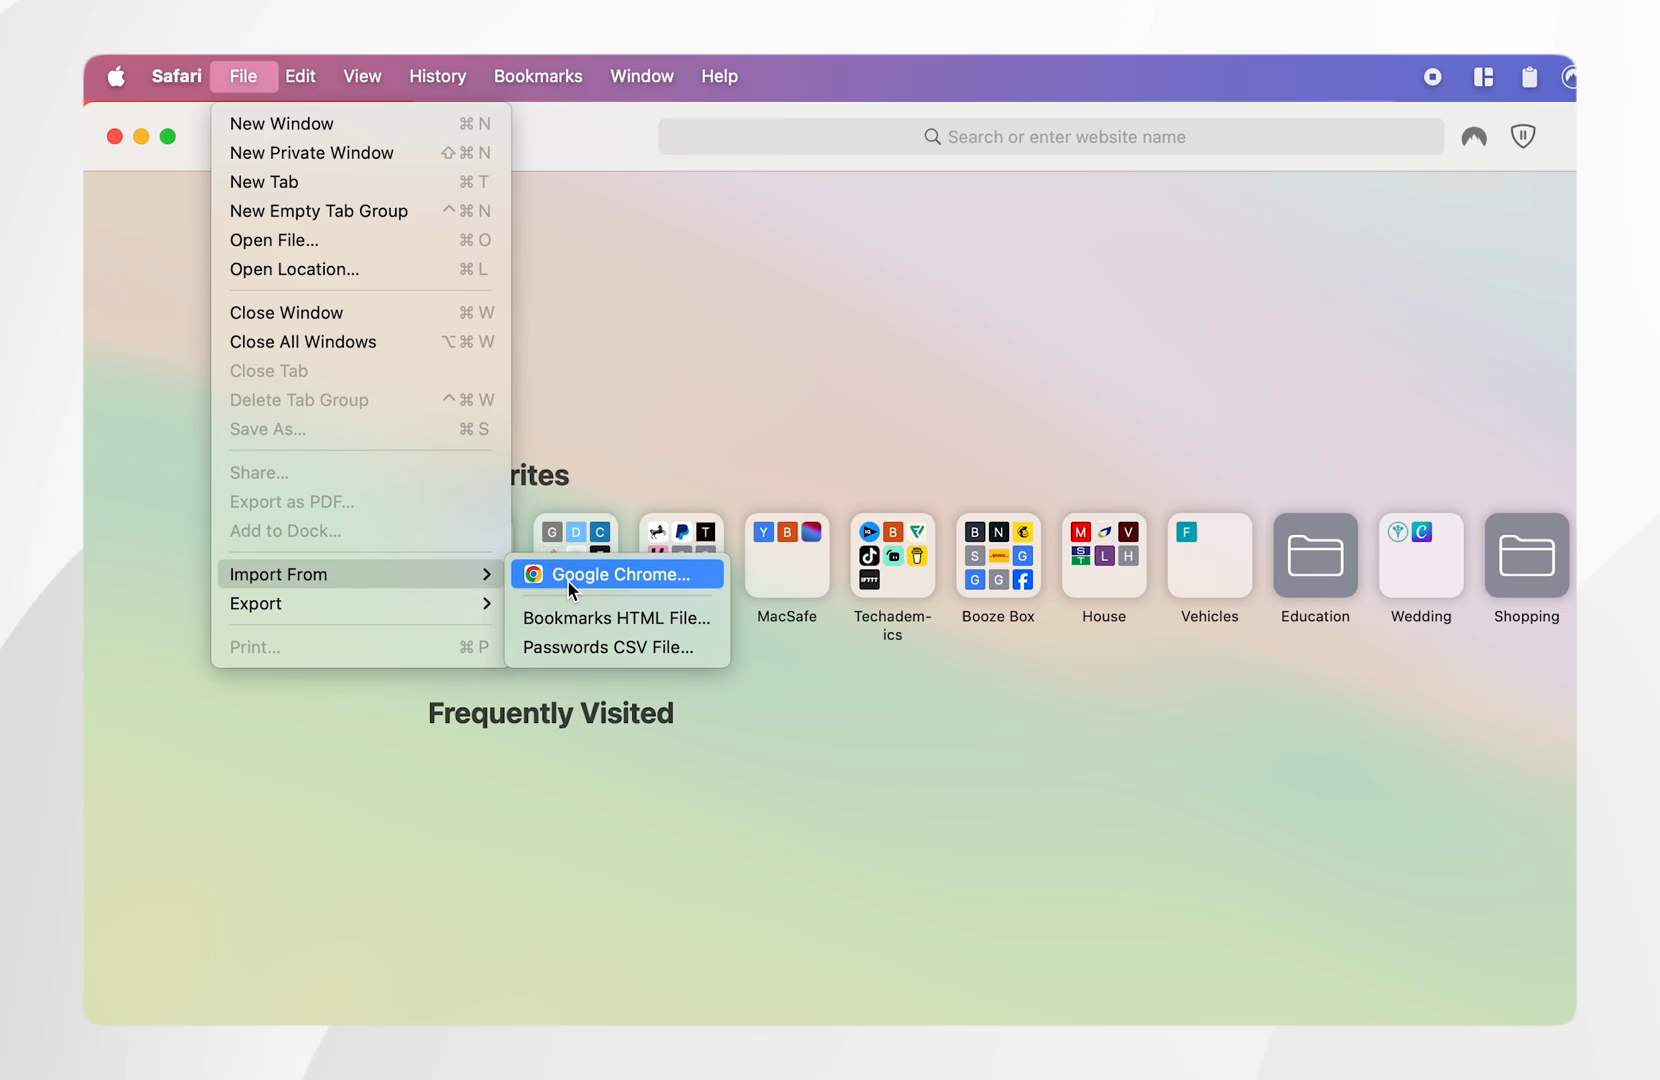 Safari File Edit View History Bookmarks Window Help
Search or enter website name
New Window ⌘ N
New Private Window ⇧ ⌘ N
New Tab ⌘ T
New Empty Tab Group ^ ⌘ N
Open File... ⌘ O
Open Location... ⌘ L
Close Window ⌘ W
Close All Windows ⌥ ⌘ W
Close Tab
Delete Tab Group ^ ⌘ W
Save As... ⌘ S
Share...
Export as PDF...
Add to Dock...
Import From
Export
Print... ⌘ P
Google Chrome...
Bookmarks HTML File...
Passwords CSV File...
rites
G D C
T
Y B
B
IFTTT
B N
S G
G G
M V
S T L H
F
C
MacSafe
Techadem-
ics
Booze Box
House
Vehicles
Education
Wedding
Shopping
Frequently Visited